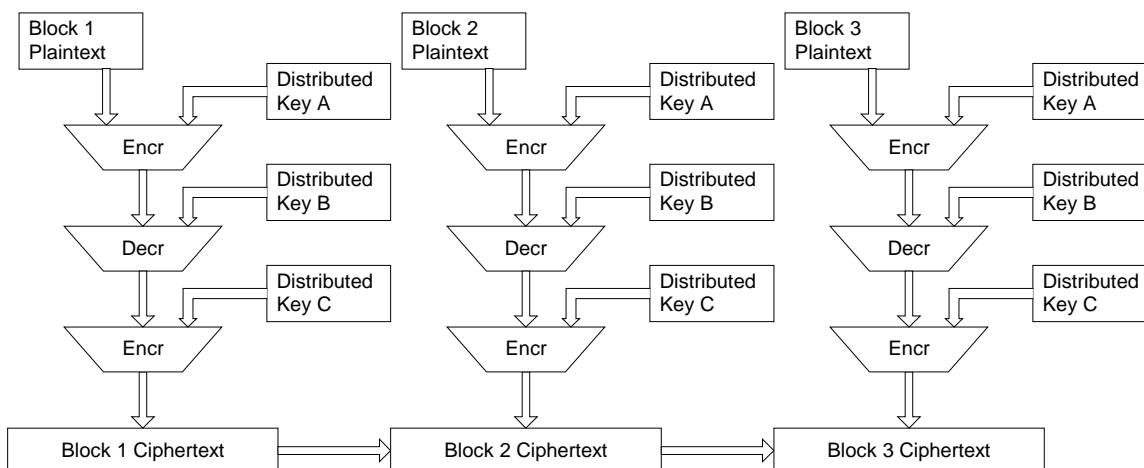 Block 1
Plaintext
Block 2
Plaintext
Block 3
Plaintext
Distributed
Key A
Distributed
Key A
Distributed
Key A
Encr
Encr
Encr
Distributed
Key B
Distributed
Key B
Distributed
Key B
Decr
Decr
Decr
Distributed
Key C
Distributed
Key C
Distributed
Key C
Encr
Encr
Encr
Block 1 Ciphertext
Block 2 Ciphertext
Block 3 Ciphertext